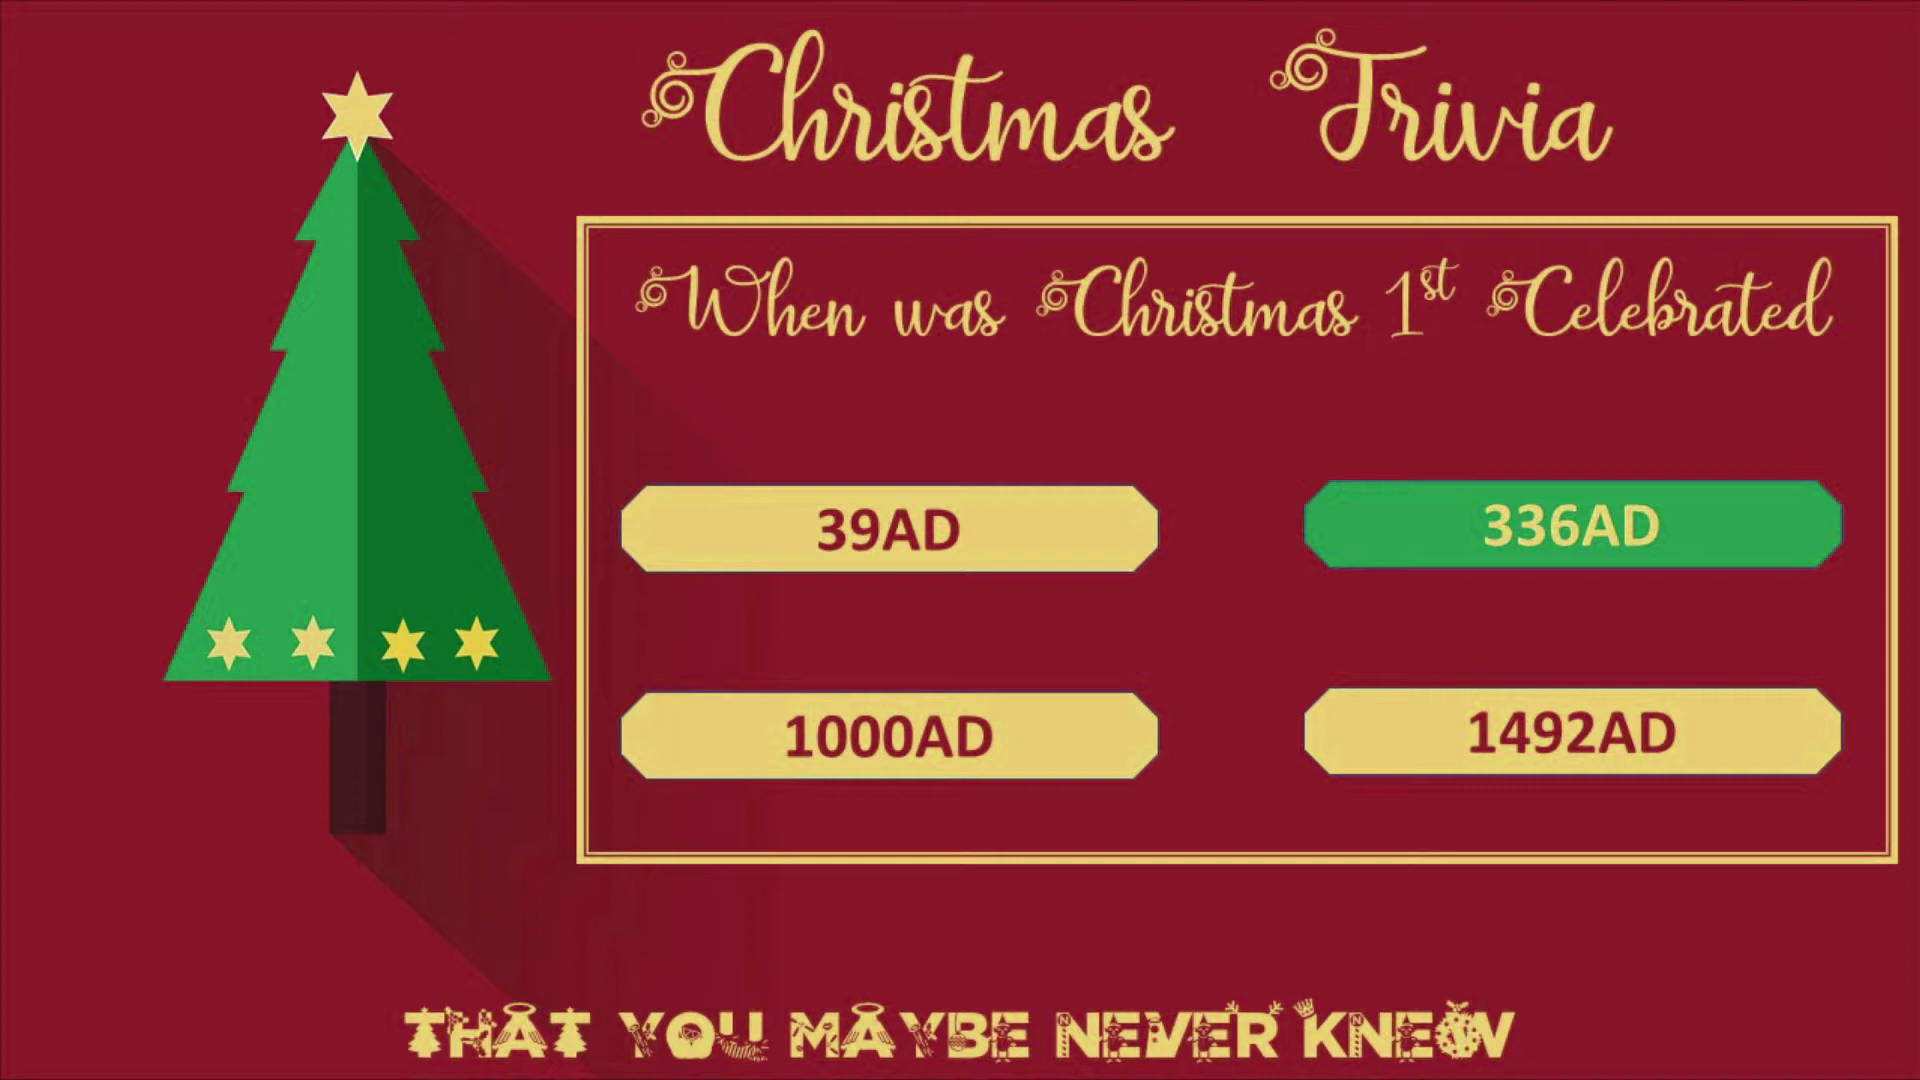 Christmas Trivia
When was Christmas 1st Celebrated
39AD
336AD
1000AD
1492AD
THAT YOU MAYBE NEVER KNEW